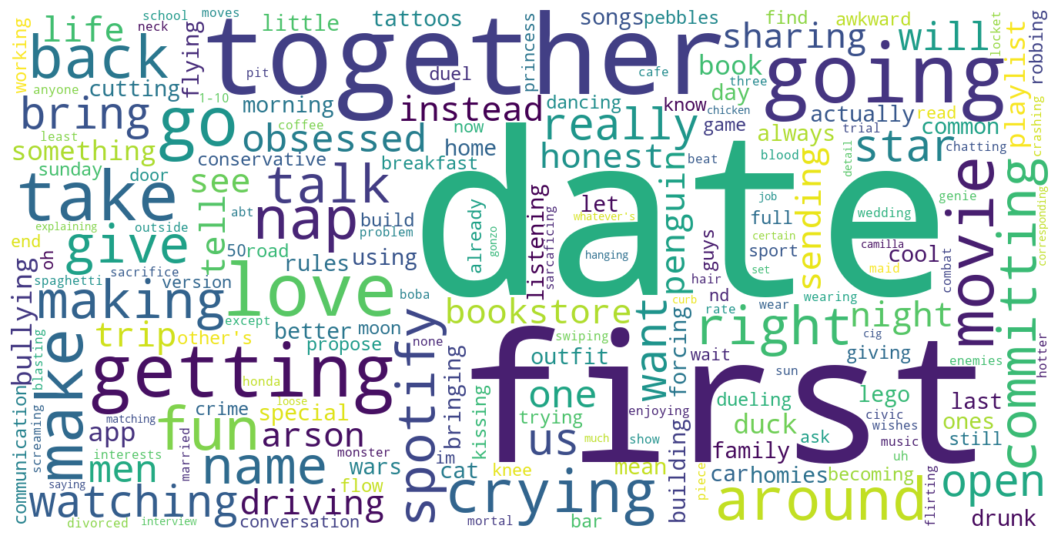 school
moves
life
little
tattoos
songs
pebbles
find
awkward
will
locket
robbing
working
neck
flying
back
together
princess
sharing
going
playlist
cutting
pit
duel
cafe
three
book
anyone
1-10
morning
instead
dancing
know
day
chicken
actually
read
crashing
bring
go
obsessed
coffee
now
really
game
always
trial
common
something
conservative
home
breakfast
honest
beat
blood
detail
star
chatting
sunday
door
see
talk
date
penguin
sending
movie
committing
take
tells
nap
abt
build
problem
already
gonzo
listening
sarcarificing
let
whatever's
guys
full
job
certain
wedding
genie
explaining
outside
give
50
road
using
hanging
hair
sport
camilla
cool
corresponding
end
oh
sacrifice
rules
want
nd
set
maid
combat
spaghetti
version
love
boba
bookstore
forcing
wear
wearing
right
night
making
except
better
moon
curb
rate
communication
bullying
blasting
trip
other's
propose
none
spotify
first
swiping
outfit
wait
sun
giving
cig
enemies
hotter
make
getting
honda
loose
bringing
kissing
one
trying
enjoying
dueling
lego
civic
wishes
last
screaming
matching
crime
special
im
us
much
show
building
duck
ask
music
ones
app
fun
arson
interests
monster
family
uh
still
men
married
name
wars
cat
knee
mean
piece
car
homies
becoming
flirting
open
saying
watching
driving
flow
crying
around
drunk
divorced
interview
conversation
mortal
bar